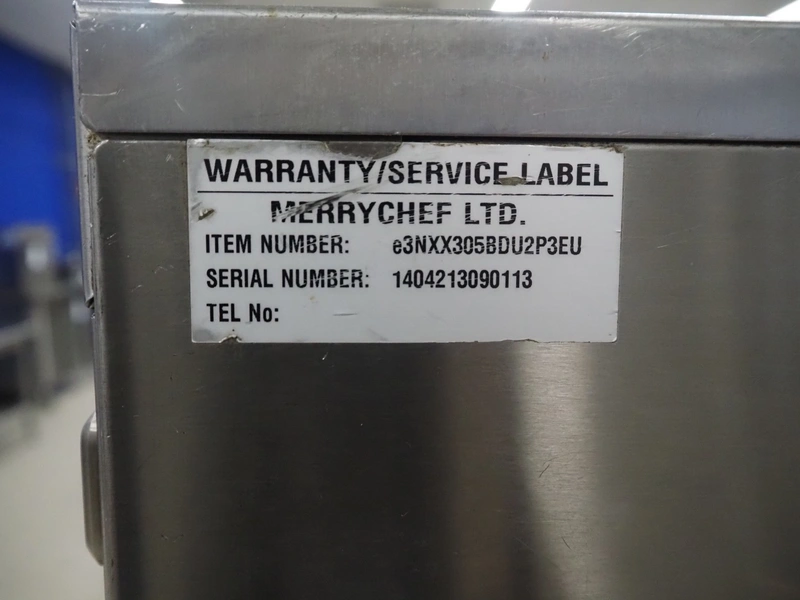 WARRANTY/SERVICE LABEL
MERRYCHEF LTD.
ITEM NUMBER: e3NXX305BDU2P3EU
SERIAL NUMBER: 1404213090113
TEL No: